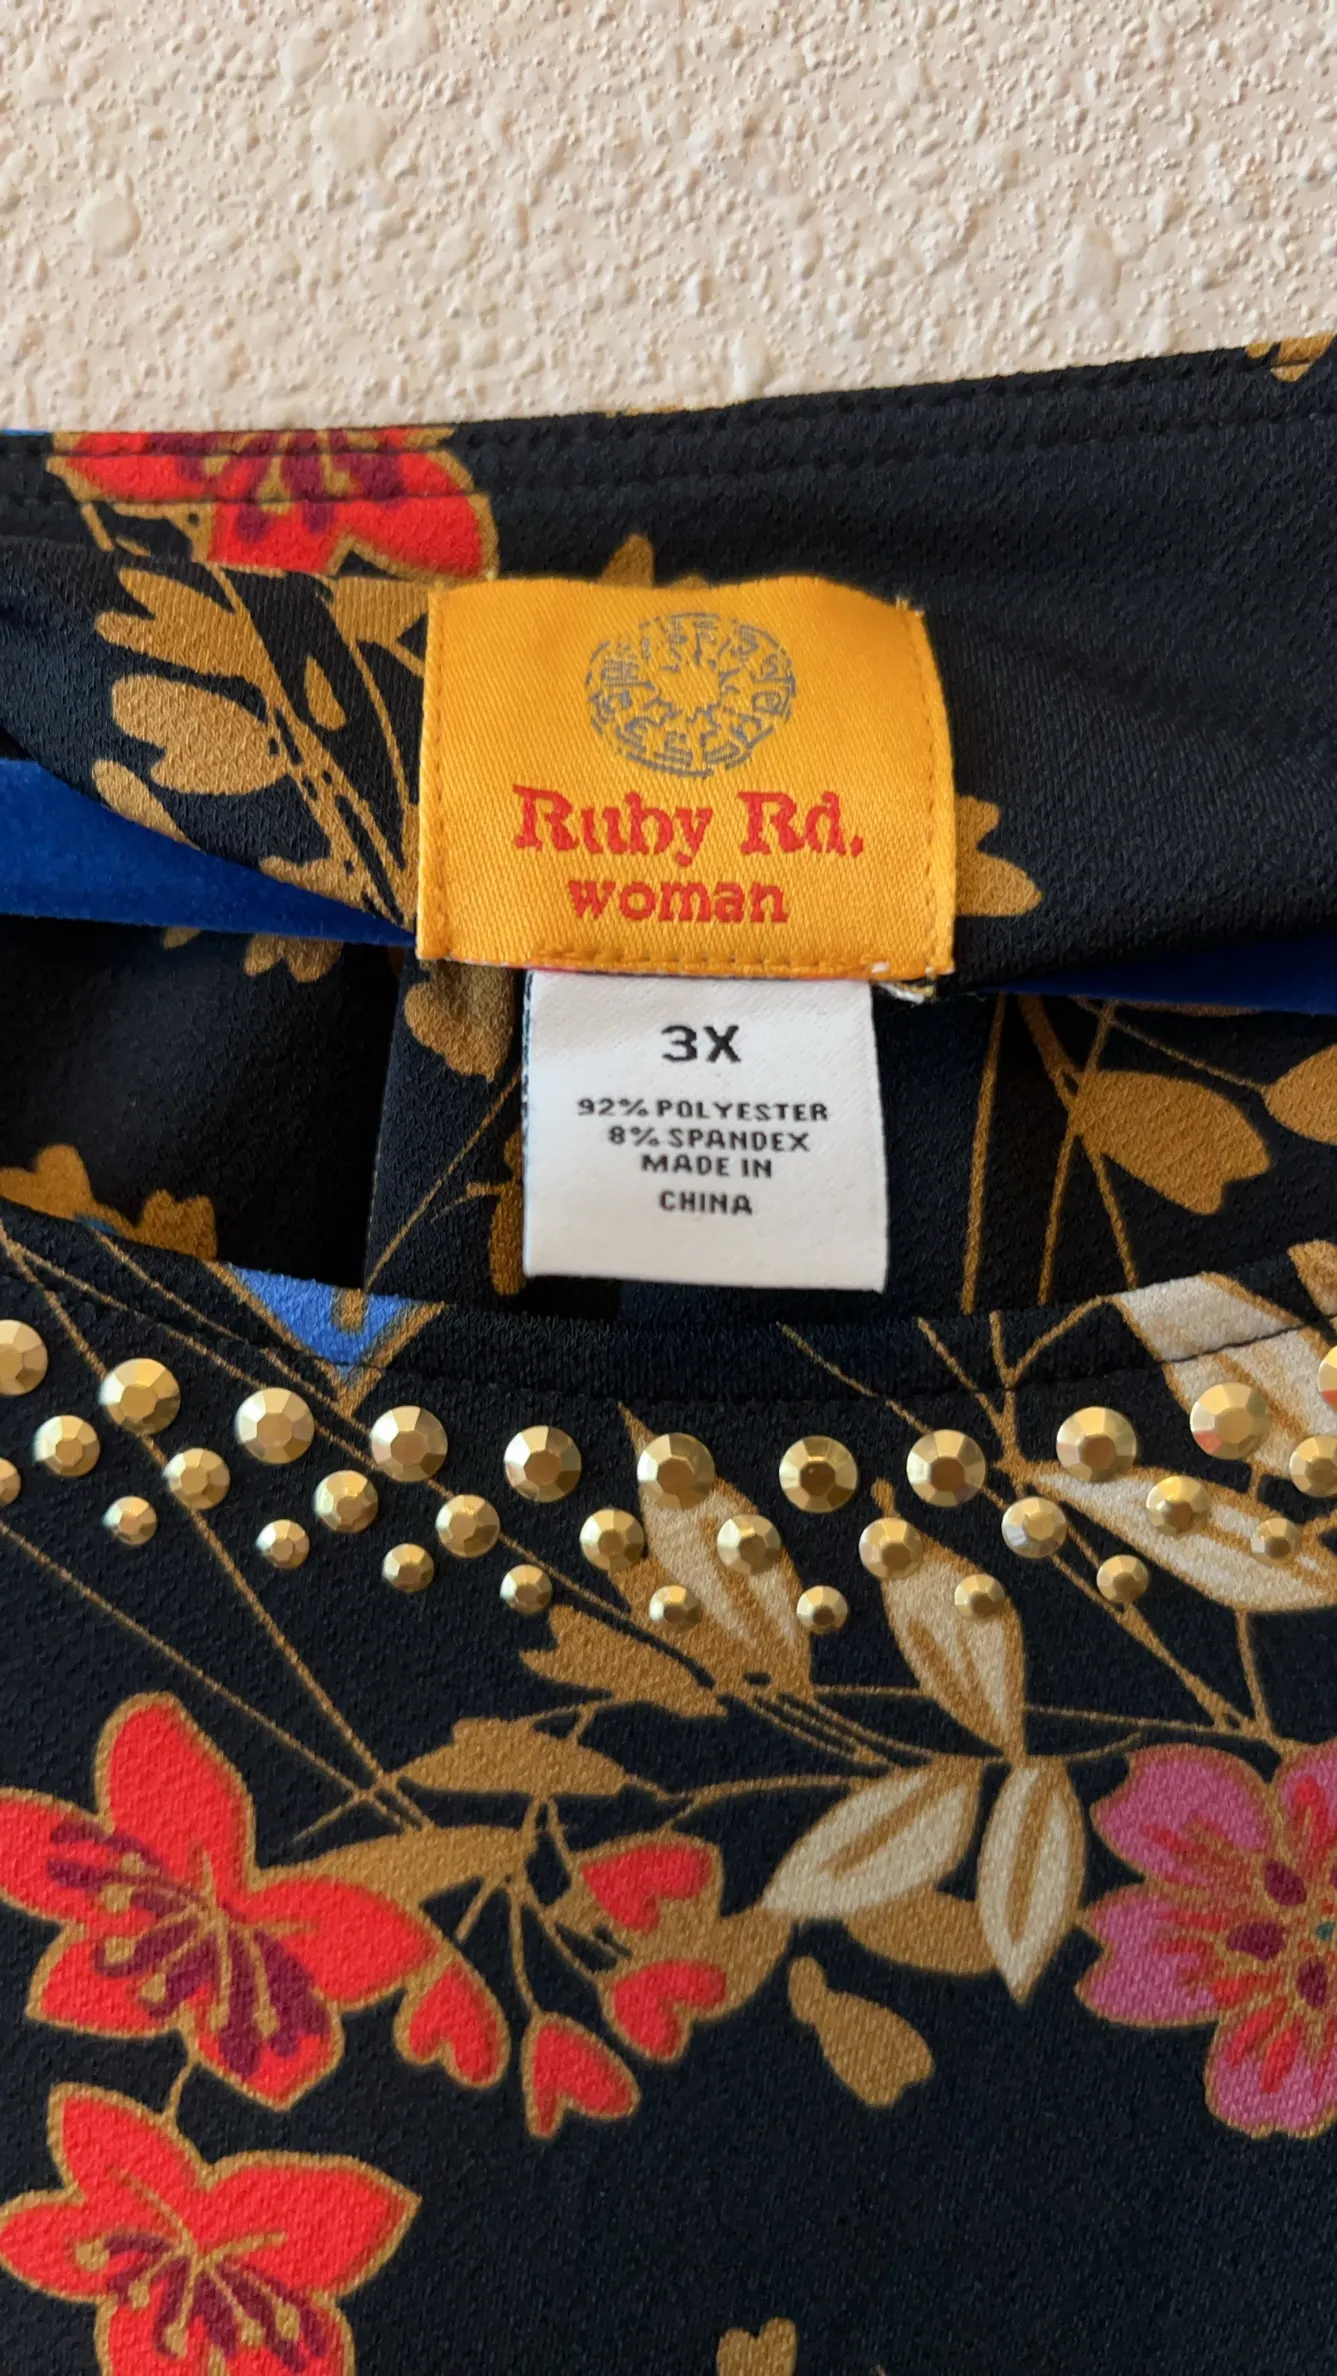 Ruby Rd.
woman
3X
92% POLYESTER
8% SPANDEX
MADE IN
CHINA